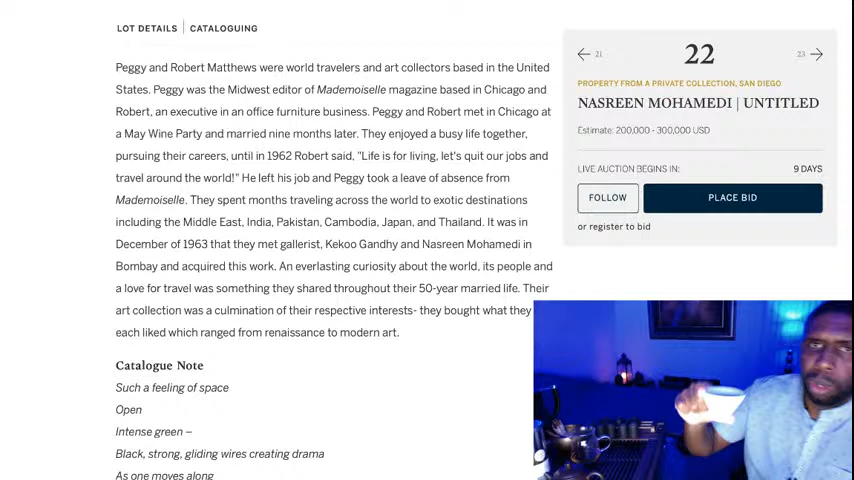 LOT DETAILS | CATALOGUING
Peggy and Robert Matthews were world travelers and art collectors based in the United
States. Peggy was the Midwest editor of Mademoiselle magazine based in Chicago and
Robert, an executive in an office furniture business. Peggy and Robert met in Chicago at
a May Wine Party and married nine months later. They enjoyed a busy life together,
pursuing their careers, until in 1962 Robert said, "Life is for living, let's quit our jobs and
travel around the world!" He left his job and Peggy took a leave of absence from
Mademoiselle. They spent months traveling across the world to exotic destinations
including the Middle East, India, Pakistan, Cambodia, Japan, and Thailand. It was in
December of 1963 that they met gallerist, Kekoo Gandhy and Nasreen Mohamedi in
Bombay and acquired this work. An everlasting curiosity about the world, its people and
a love for travel was something they shared throughout their 50-year married life. Their
art collection was a culmination of their respective interests- they bought what they
each liked which ranged from renaissance to modern art.
Catalogue Note
Such a feeling of space
Open
Intense green –
Black, strong, gliding wires creating drama
As one moves along
21
22
23
PROPERTY FROM A PRIVATE COLLECTION, SAN DIEGO
NASREEN MOHAMEDI | UNTITLED
Estimate: 200,000 - 300,000 USD
LIVE AUCTION BEGINS IN: 9 DAYS
FOLLOW
PLACE BID
or register to bid